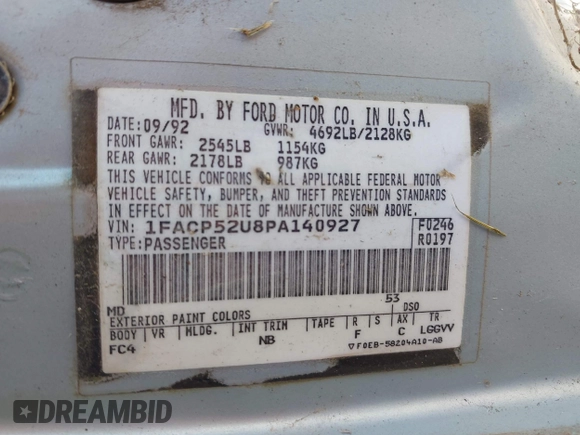 MFD. BY FORD MOTOR CO. IN U.S.A.
DATE: 09/92 GVWR: 4692LB/2128KG
FRONT GAWR: 2545LB 1154KG
REAR GAWR: 2178LB 987KG
THIS VEHICLE CONFORMS TO ALL APPLICABLE FEDERAL MOTOR
VEHICLE SAFETY, BUMPER, AND THEFT PREVENTION STANDARDS
IN EFFECT ON THE DATE OF MANUFACTURE SHOWN ABOVE.
VIN: 1FACP52U8PA140927 F0246
TYPE: PASSENGER R0197
MD 53 DSO
EXTERIOR PAINT COLORS
BODY VR MLDG. INT TRIM TAPE R S AX TR
FC4 NB F C LGGVV
▽F0EB-58204A10-AB
DREAMBID